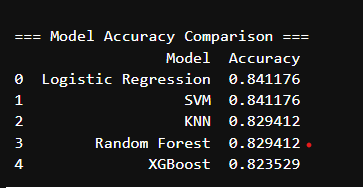 === Model Accuracy Comparison ===
Model Accuracy
0 Logistic Regression 0.841176
1 SVM 0.841176
2 KNN 0.829412
3 Random Forest 0.829412
4 XGBoost 0.823529